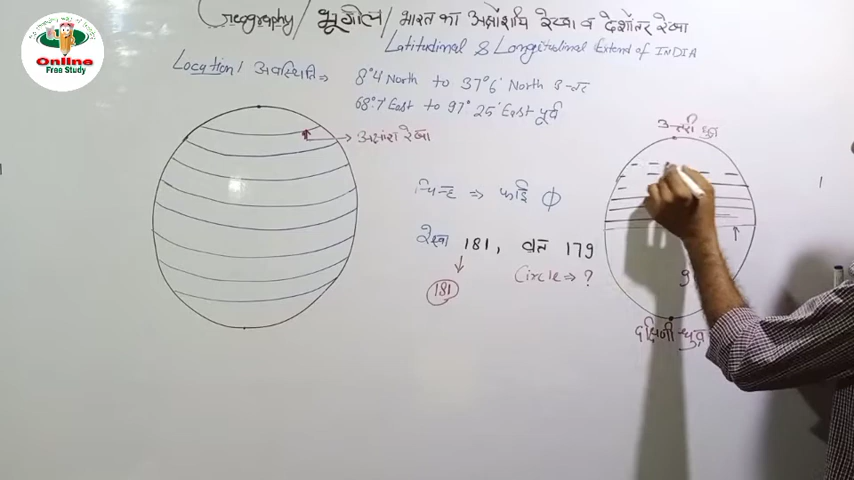 Geography / भूगोल / भारत का अक्षांशीय रेखा व देशांतर रेखा
Latitudinal & Longitudinal Extend of INDIA
Online
Free Study
Location / अवस्थिति ⇒ 8°4 North to 37°6' North उत्तर
68°7' East to 97°25' East पूर्व
अक्षांश रेखा
उत्तरी ध्रुव
चिन्ह ⇒ फाई ϕ
रेखा 181, वृत्त 179
181
Circle ⇒ ?
9
दक्षिणी ध्रुव